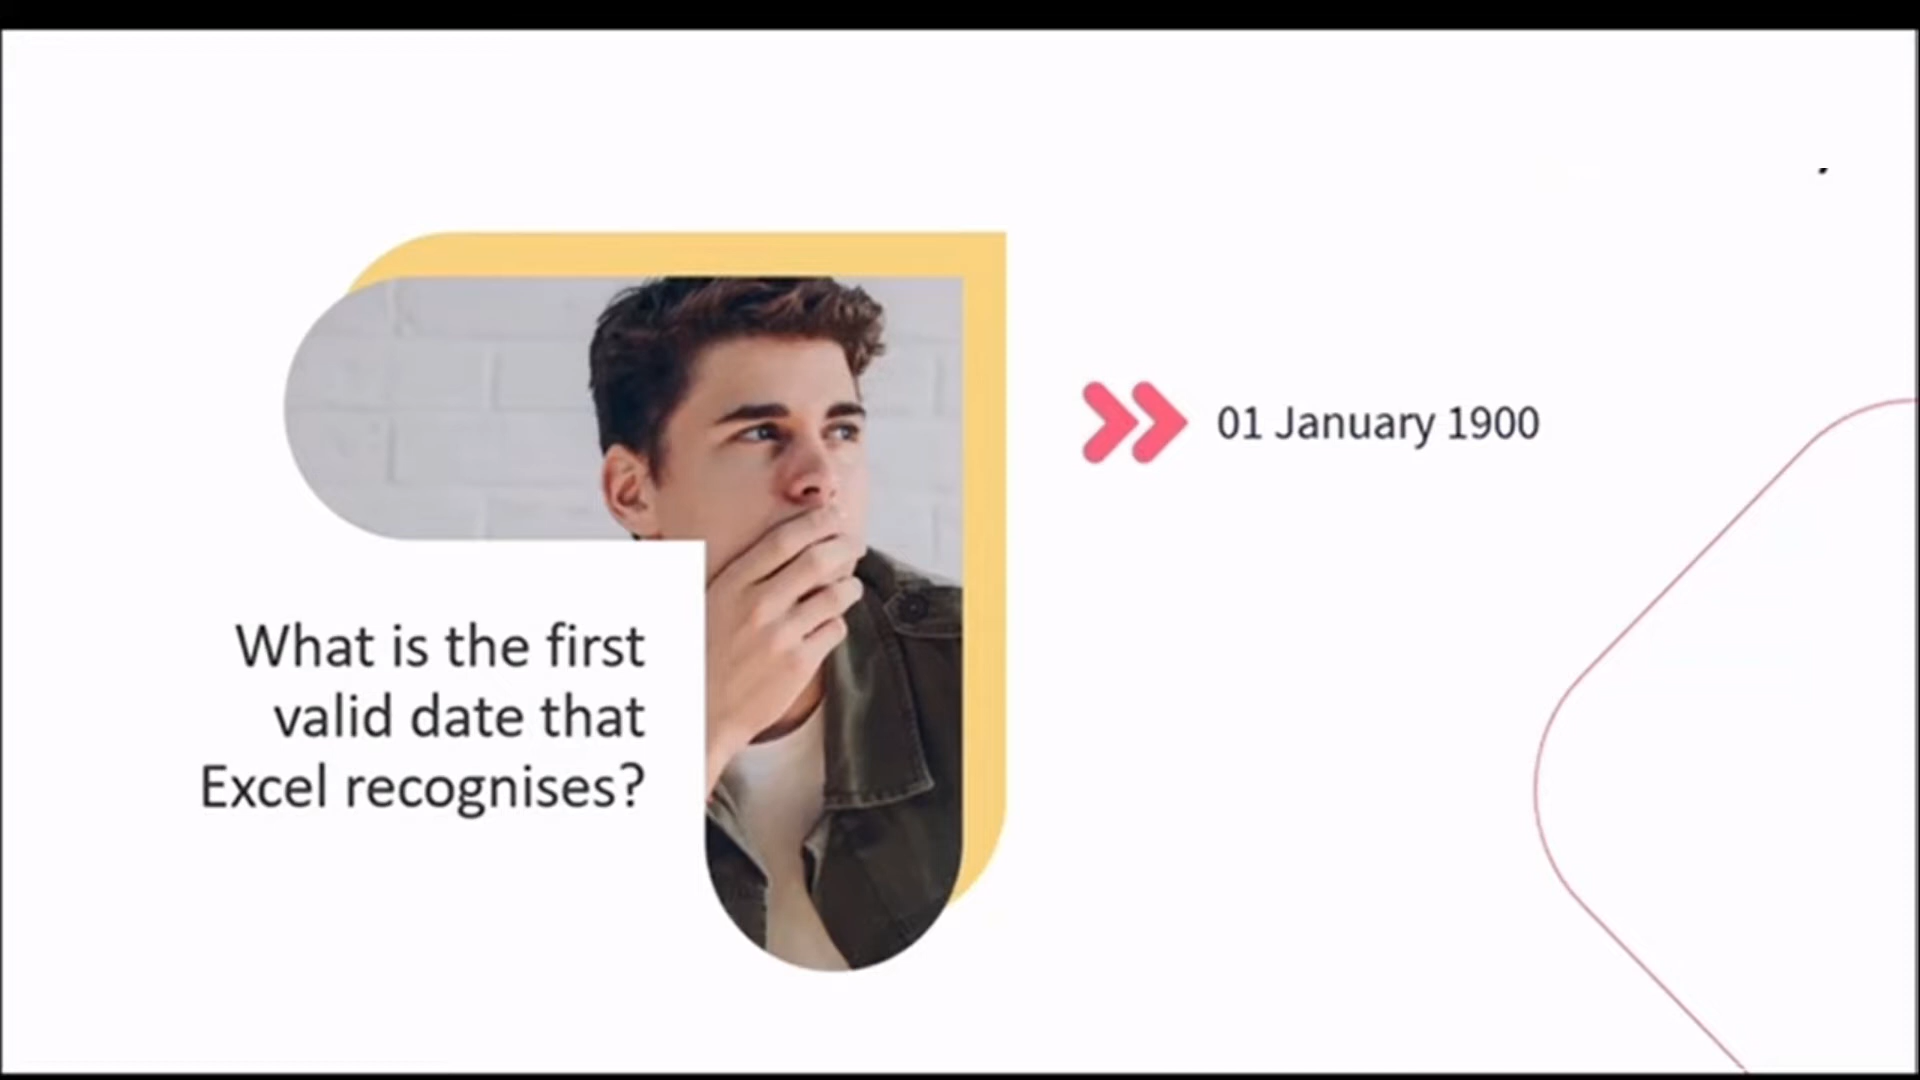 01 January 1900
What is the first
valid date that
Excel recognises?